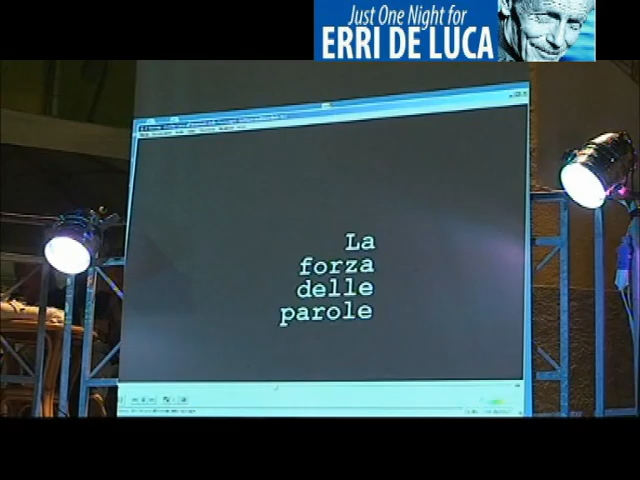 Just One Night for
ERRI DE LUCA
La
forza
delle
parole